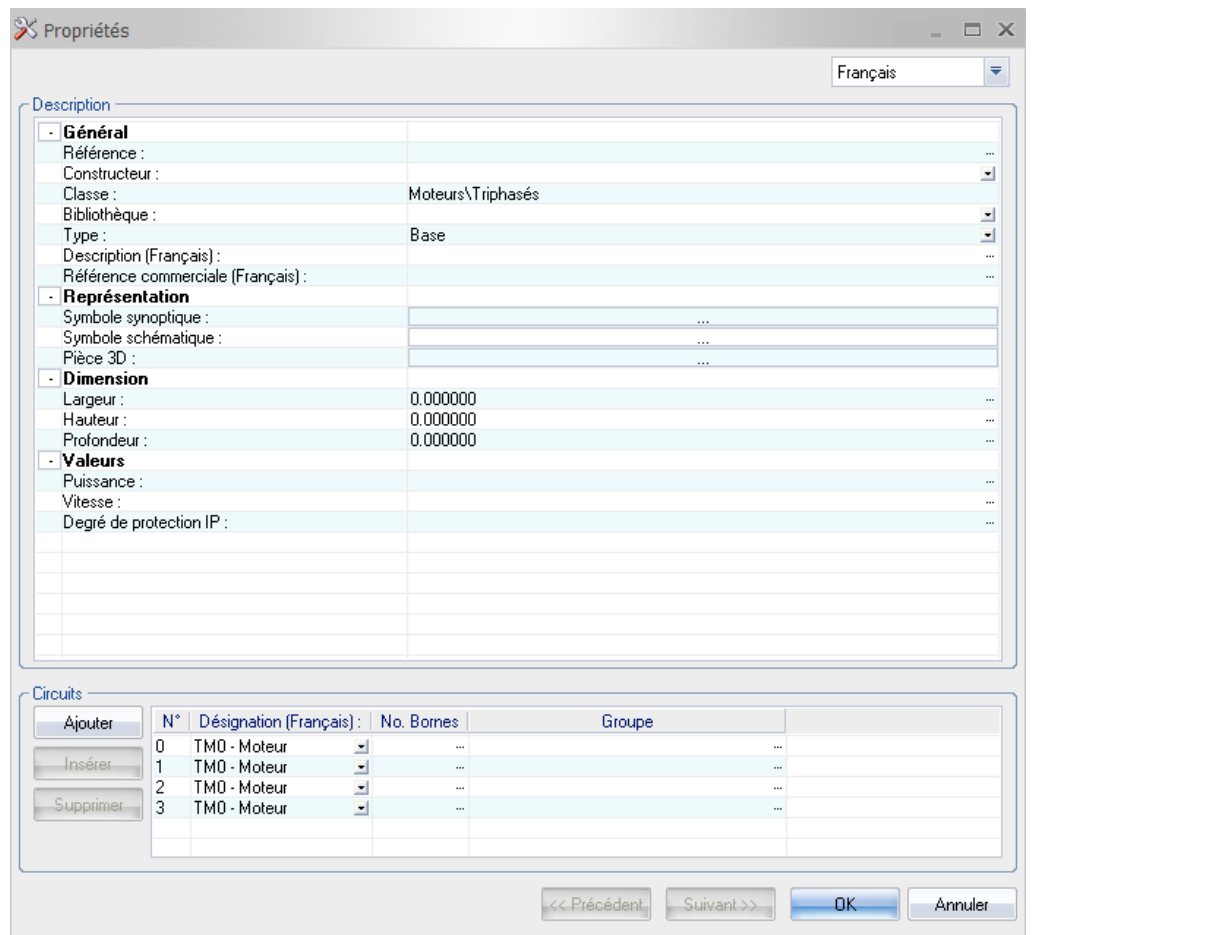 Propriétés
Français
Description
Général
Référence :
Constructeur :
Classe : Moteurs\Triphasés
Bibliothèque :
Type : Base
Description (Français) :
Référence commerciale (Français) :
Représentation
Symbole synoptique : ...
Symbole schématique : ...
Pièce 3D : ...
Dimension
Largeur : 0.000000
Hauteur : 0.000000
Profondeur : 0.000000
Valeurs
Puissance :
Vitesse :
Degré de protection IP :
Circuits
Ajouter
Insérer
Supprimer
N° Désignation (Français) : No. Bornes Groupe
0 TM0 - Moteur ... ...
1 TM0 - Moteur ... ...
2 TM0 - Moteur ... ...
3 TM0 - Moteur ... ...
<< Précédent Suivant >> OK Annuler